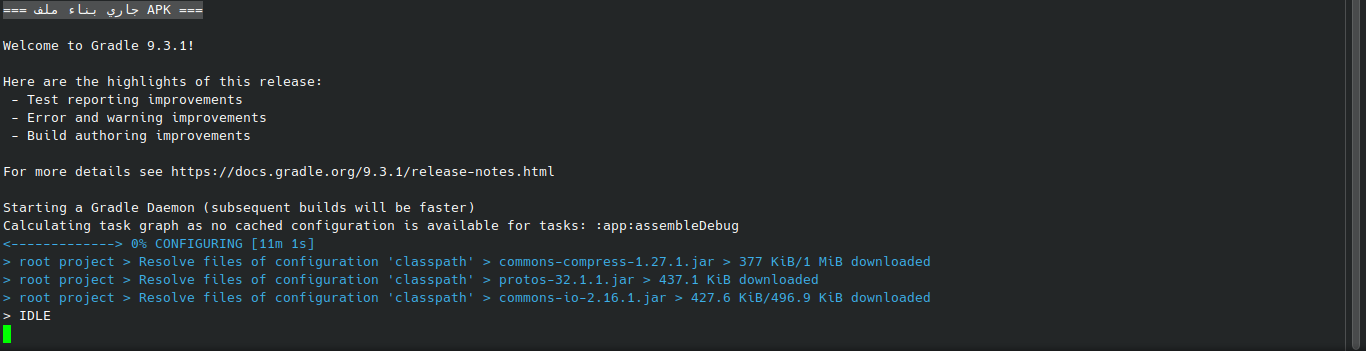 === جاري بناء ملف APK ===
Welcome to Gradle 9.3.1!
Here are the highlights of this release:
- Test reporting improvements
- Error and warning improvements
- Build authoring improvements
For more details see https://docs.gradle.org/9.3.1/release-notes.html
Starting a Gradle Daemon (subsequent builds will be faster)
Calculating task graph as no cached configuration is available for tasks: :app:assembleDebug
<-------------> 0% CONFIGURING [11m 1s]
> root project > Resolve files of configuration 'classpath' > commons-compress-1.27.1.jar > 377 KiB/1 MiB downloaded
> root project > Resolve files of configuration 'classpath' > protos-32.1.1.jar > 437.1 KiB downloaded
> root project > Resolve files of configuration 'classpath' > commons-io-2.16.1.jar > 427.6 KiB/496.9 KiB downloaded
> IDLE